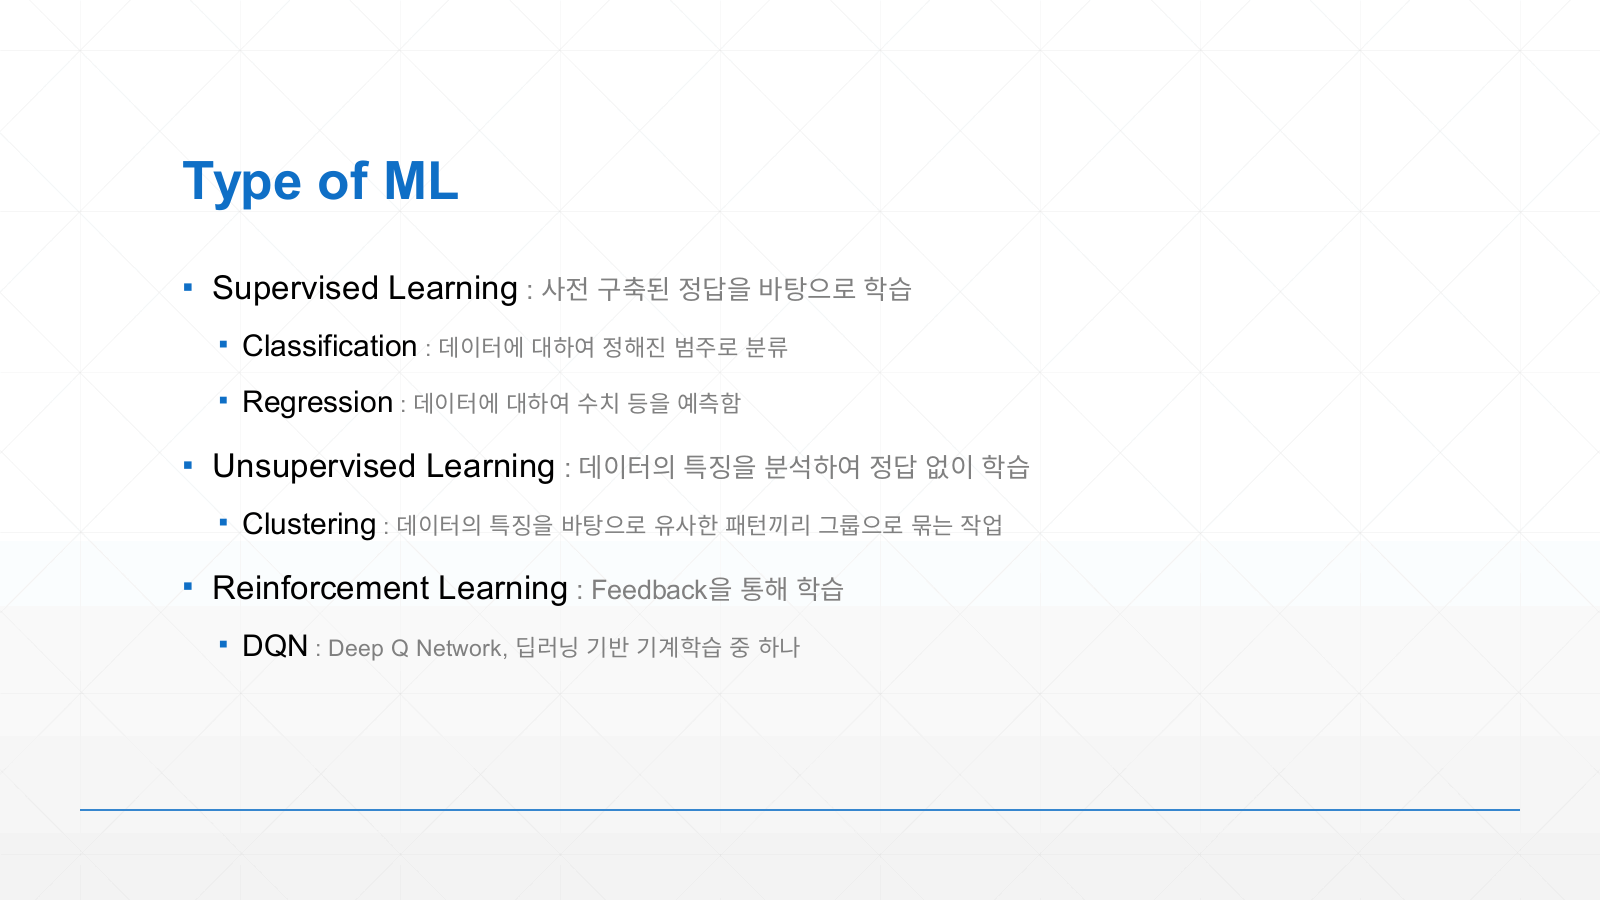 Type of ML
▪ Supervised Learning : 사전 구축된 정답을 바탕으로 학습
▪ Classification : 데이터에 대하여 정해진 범주로 분류
▪ Regression : 데이터에 대하여 수치 등을 예측함
▪ Unsupervised Learning : 데이터의 특징을 분석하여 정답 없이 학습
▪ Clustering : 데이터의 특징을 바탕으로 유사한 패턴끼리 그룹으로 묶는 작업
▪ Reinforcement Learning : Feedback을 통해 학습
▪ DQN : Deep Q Network, 딥러닝 기반 기계학습 중 하나